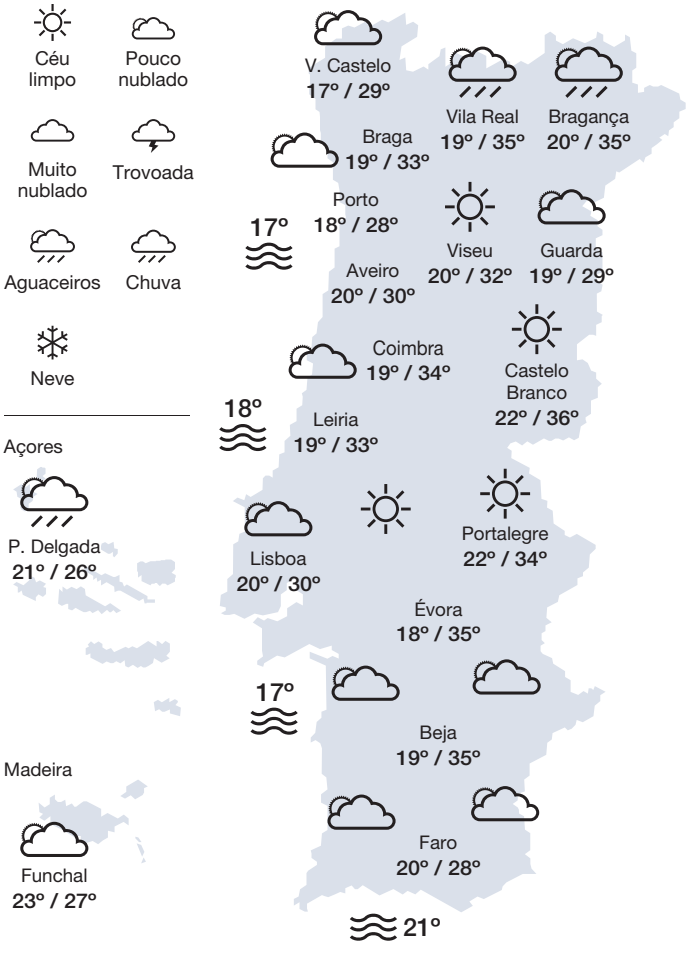 Céu
limpo
Pouco
nublado
Muito
nublado
Trovoada
Aguaceiros
Chuva
Neve
Açores
P. Delgada
21º / 26º
Madeira
Funchal
23º / 27º
V. Castelo
17º / 29º
Vila Real
19º / 35º
Bragança
20º / 35º
Braga
19º / 33º
Porto
18º / 28º
17º
Viseu
20º / 32º
Guarda
19º / 29º
Aveiro
20º / 30º
Coimbra
19º / 34º
Castelo
Branco
22º / 36º
18º
Leiria
19º / 33º
Lisboa
20º / 30º
Portalegre
22º / 34º
Évora
18º / 35º
17º
Beja
19º / 35º
Faro
20º / 28º
21º